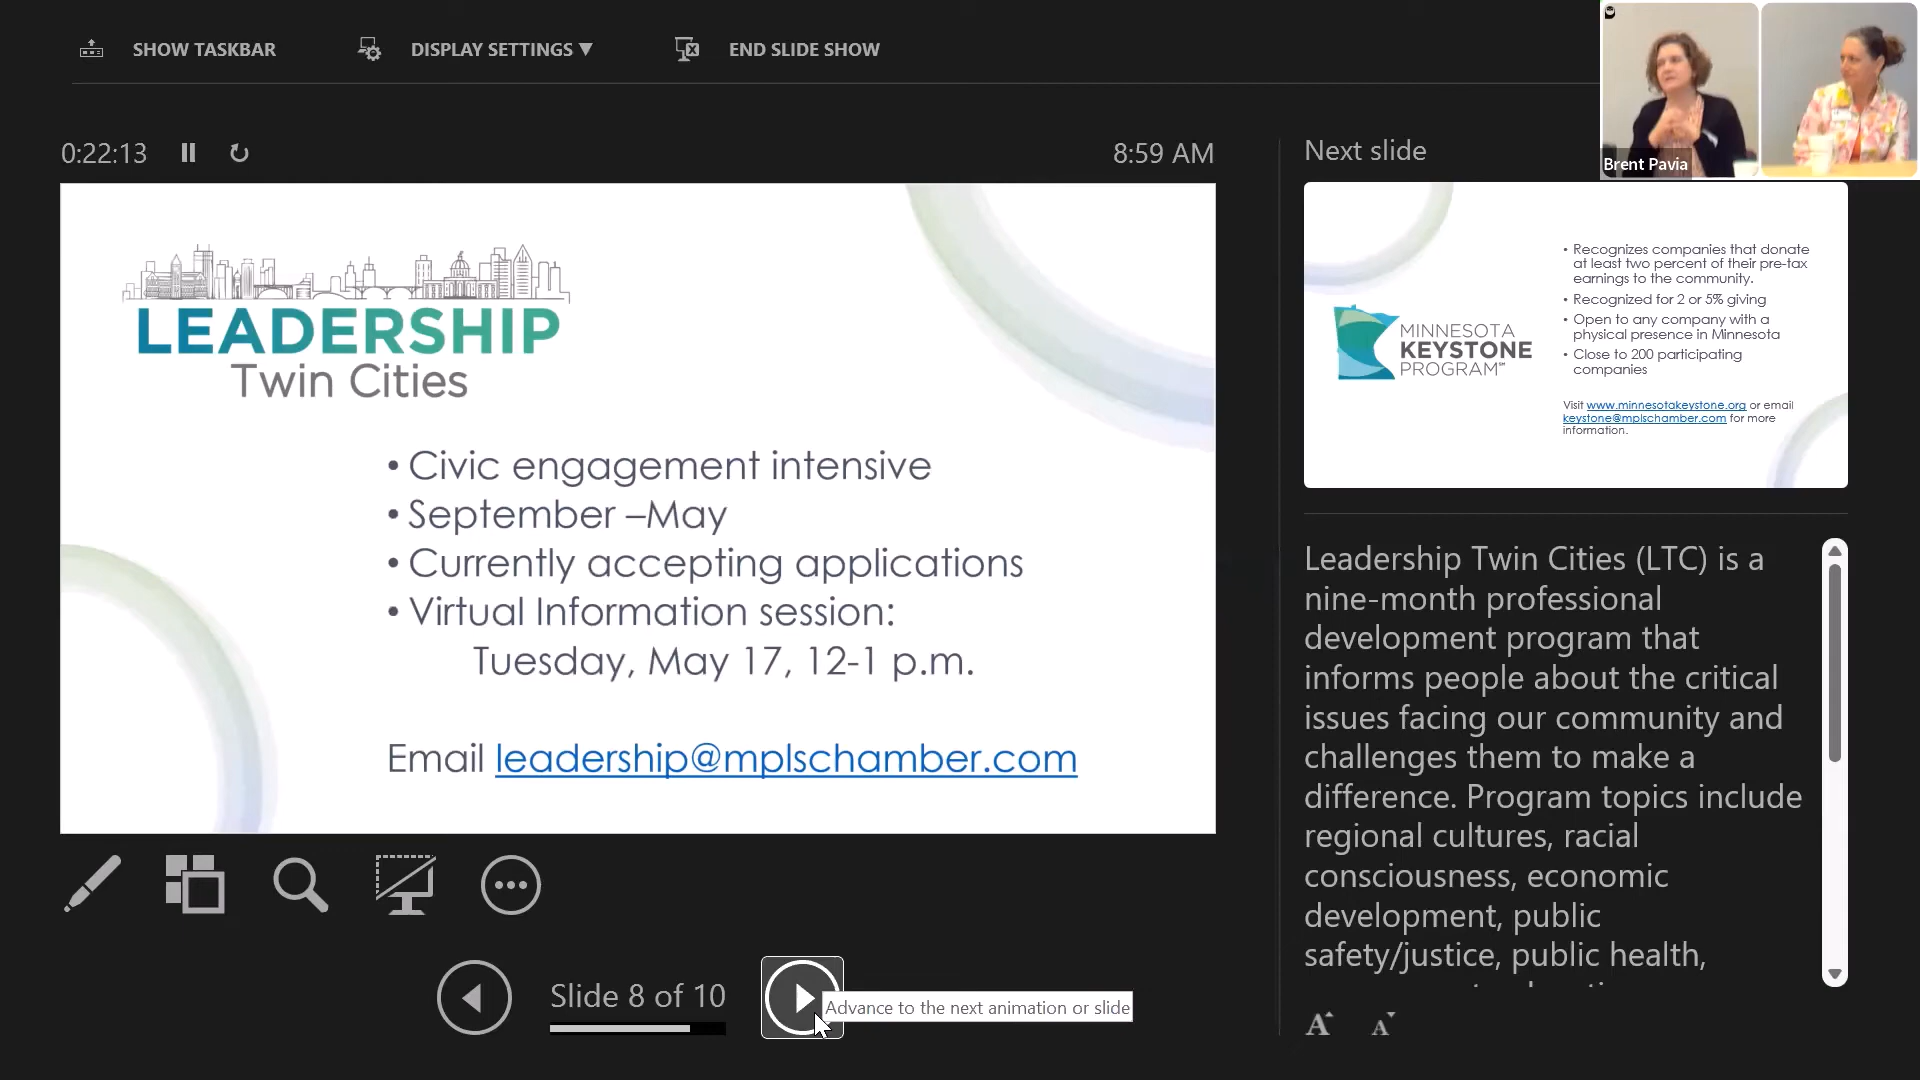 SHOW TASKBAR
DISPLAY SETTINGS ▼
END SLIDE SHOW
Brent Pavia
0:22:13
8:59 AM
LEADERSHIP
Twin Cities
• Civic engagement intensive
• September –May
• Currently accepting applications
• Virtual Information session:
Tuesday, May 17, 12-1 p.m.
Email leadership@mplschamber.com
Slide 8 of 10
Advance to the next animation or slide
Next slide
MINNESOTA
KEYSTONE
PROGRAM℠
• Recognizes companies that donate
at least two percent of their pre-tax
earnings to the community.
• Recognized for 2 or 5% giving
• Open to any company with a
physical presence in Minnesota
• Close to 200 participating
companies
Visit www.minnesotakeystone.org or email
keystone@mplschamber.com for more
information.
Leadership Twin Cities (LTC) is a
nine-month professional
development program that
informs people about the critical
issues facing our community and
challenges them to make a
difference. Program topics include
regional cultures, racial
consciousness, economic
development, public
safety/justice, public health,
A A